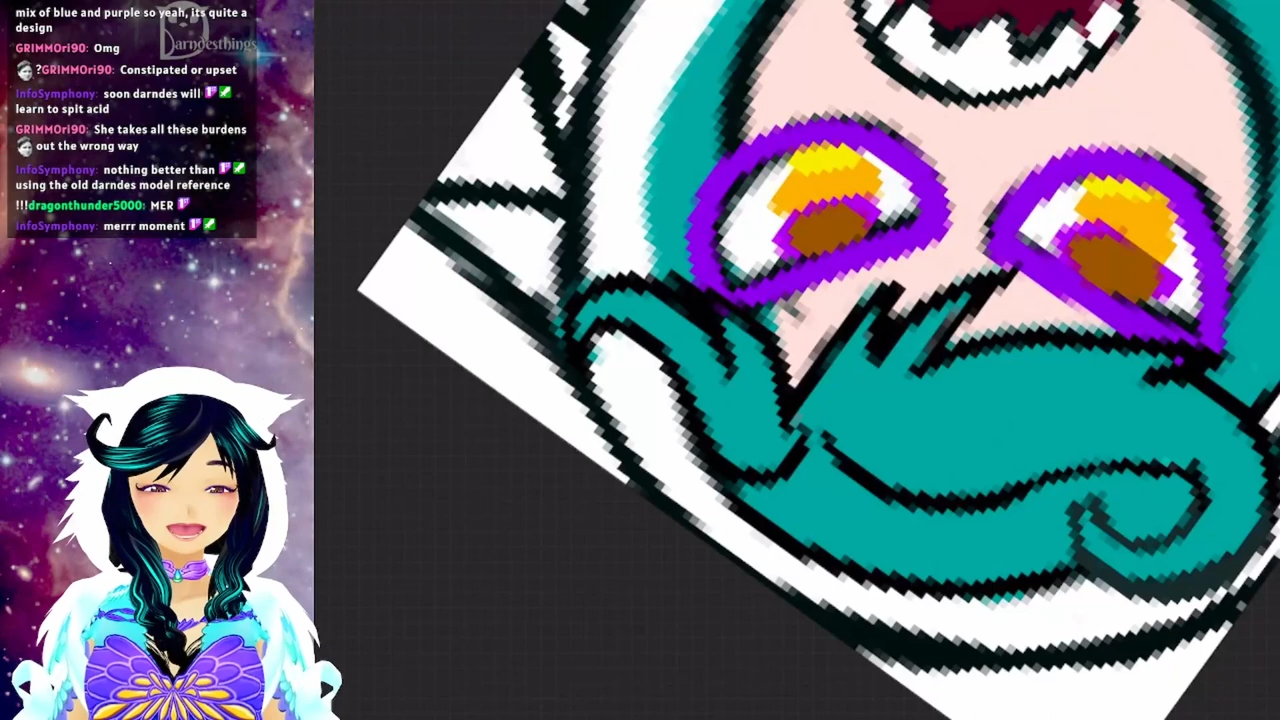 mix of blue and purple so yeah, its quite a
design
Darndesthings
GRIMMOri90: Omg
?GRIMMOri90: Constipated or upset
InfoSymphony: soon darndes will
learn to spit acid
GRIMMOri90: She takes all these burdens
out the wrong way
InfoSymphony: nothing better than
using the old darndes model reference
!!!dragonthunder5000: MER
InfoSymphony: merrr moment